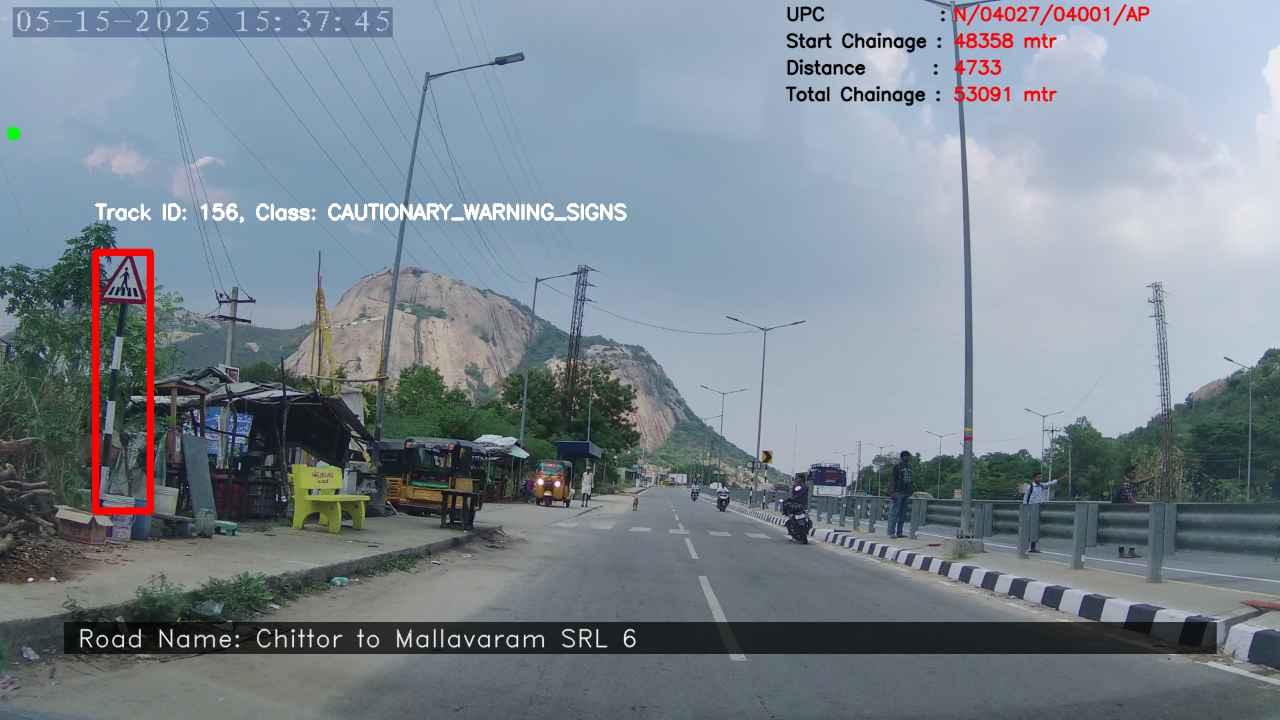 05-15-2025 15:37:45
UPC : N/04027/04001/AP
Start Chainage : 48358 mtr
Distance : 4733
Total Chainage : 53091 mtr
Track ID: 156, Class: CAUTIONARY_WARNING_SIGNS
Road Name: Chittor to Mallavaram SRL 6